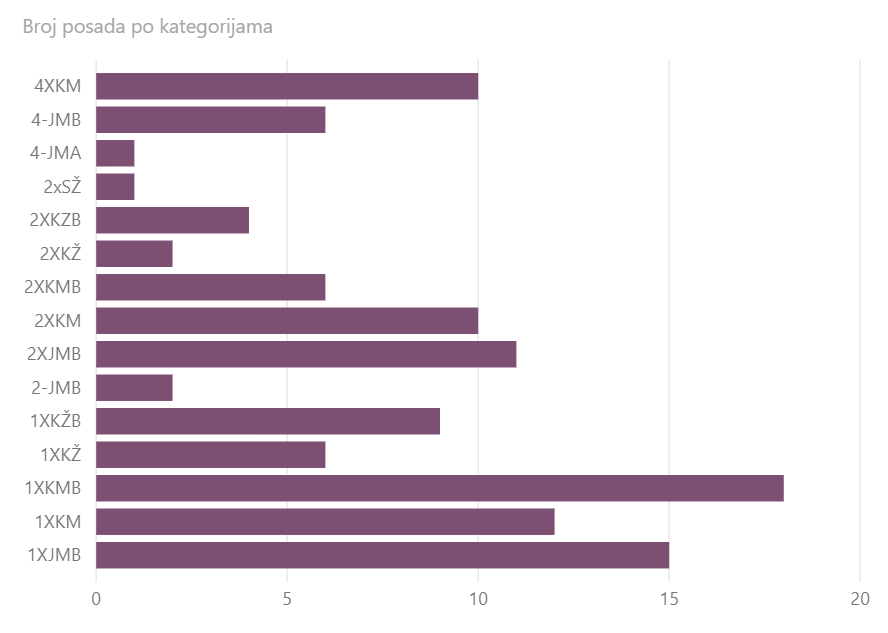 Broj posada po kategorijama
4XKM
4-JMB
4-JMA
2xSŽ
2XKZB
2XKŽ
2XKMB
2XKM
2XJMB
2-JMB
1XKŽB
1XKŽ
1XKMB
1XKM
1XJMB
0 5 10 15 20